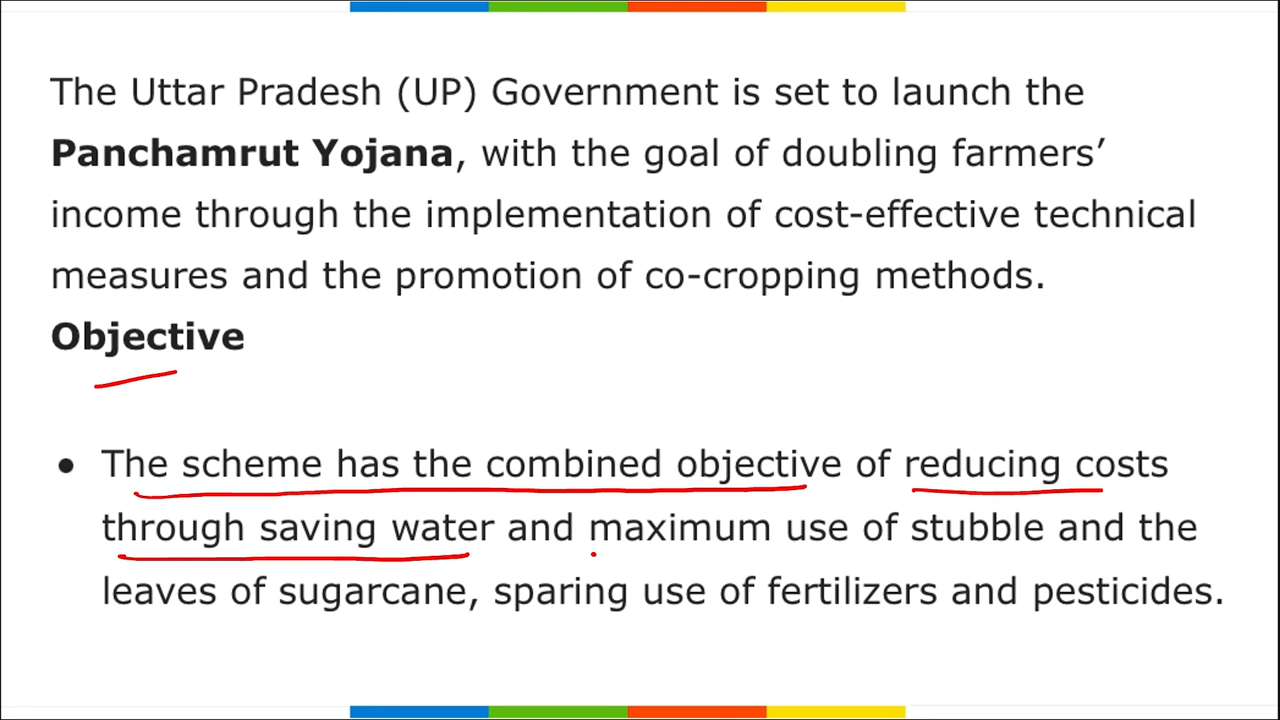 The Uttar Pradesh (UP) Government is set to launch the
Panchamrut Yojana, with the goal of doubling farmers’
income through the implementation of cost-effective technical
measures and the promotion of co-cropping methods.
Objective
● The scheme has the combined objective of reducing costs
through saving water and maximum use of stubble and the
leaves of sugarcane, sparing use of fertilizers and pesticides.